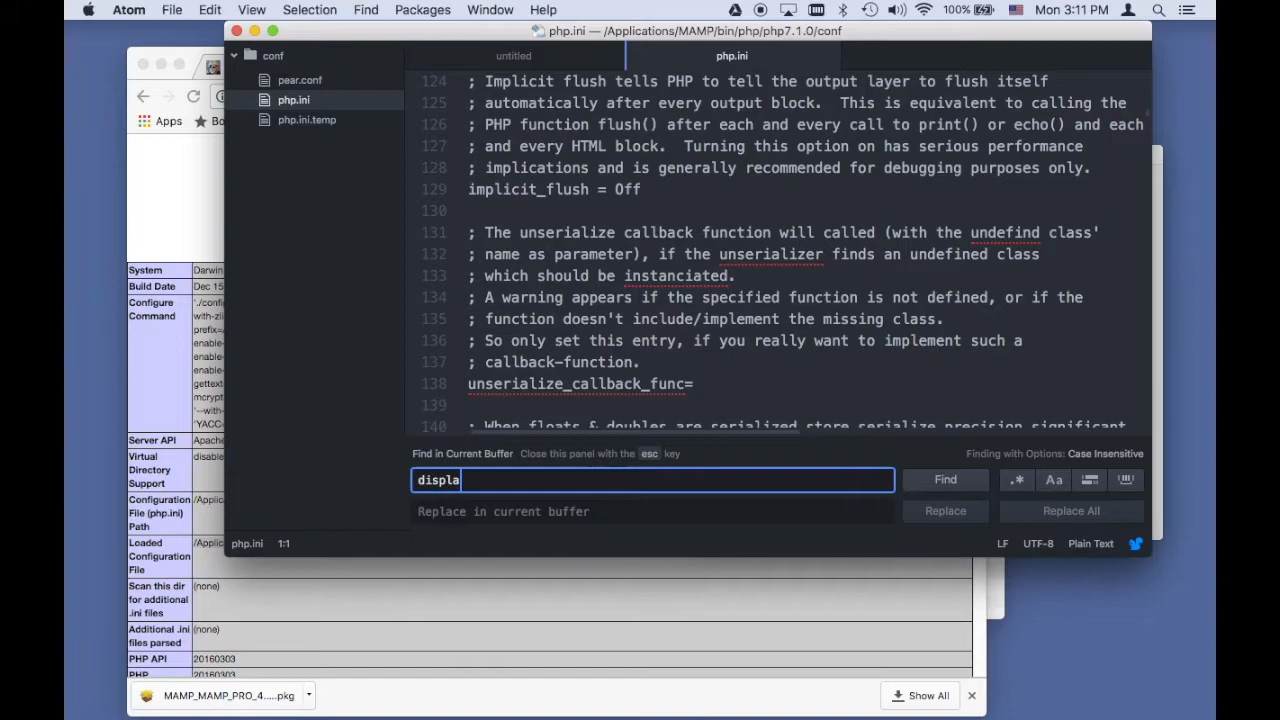 Atom File Edit View Selection Find Packages Window Help 100% Mon 3:11 PM
php.ini — /Applications/MAMP/bin/php/php7.1.0/conf
conf
pear.conf
php.ini
php.ini.temp
untitled
php.ini
124 ; Implicit flush tells PHP to tell the output layer to flush itself
125 ; automatically after every output block.  This is equivalent to calling the
126 ; PHP function flush() after each and every call to print() or echo() and each
127 ; and every HTML block.  Turning this option on has serious performance
128 ; implications and is generally recommended for debugging purposes only.
129 implicit_flush = Off
130
131 ; The unserialize callback function will called (with the undefind class'
132 ; name as parameter), if the unserializer finds an undefined class
133 ; which should be instanciated.
134 ; A warning appears if the specified function is not defined, or if the
135 ; function doesn't include/implement the missing class.
136 ; So only set this entry, if you really want to implement such a
137 ; callback-function.
138 unserialize_callback_func=
139
140 ; When floats & doubles are serialized store serialize_precision significant
Find in Current Buffer Close this panel with the esc key
Finding with Options: Case Insensitive
displa
Find
.* Aa
Replace in current buffer
Replace
Replace All
php.ini 1:1
LF UTF-8 Plain Text
Apps
System Darwin
Build Date Dec 15
Configure Command
Server API Apache
Virtual Directory Support
Configuration File (php.ini) Path
Loaded Configuration File
Scan this dir for additional .ini files (none)
Additional .ini files parsed (none)
PHP API 20160303
PHP 20160303
MAMP_MAMP_PRO_4.....pkg
Show All